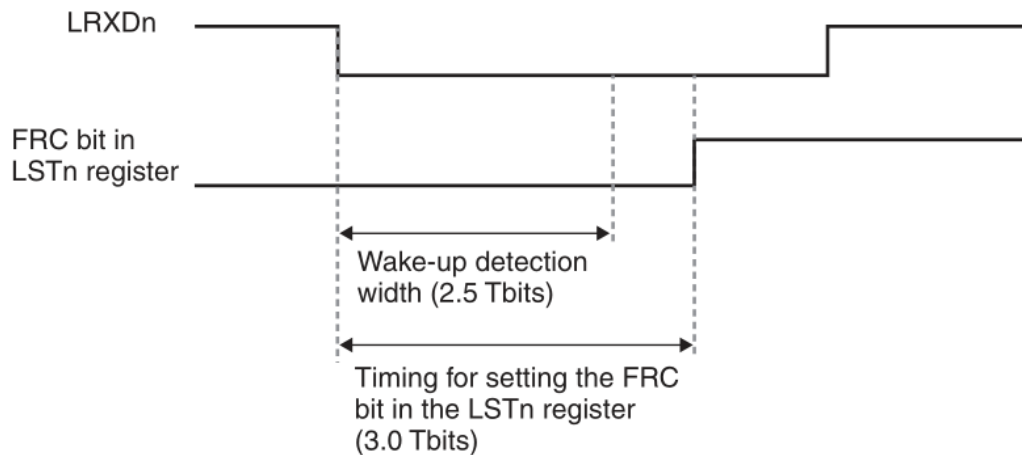 LRXDn
FRC bit in
LSTn register
Wake-up detection
width (2.5 Tbits)
Timing for setting the FRC
bit in the LSTn register
(3.0 Tbits)